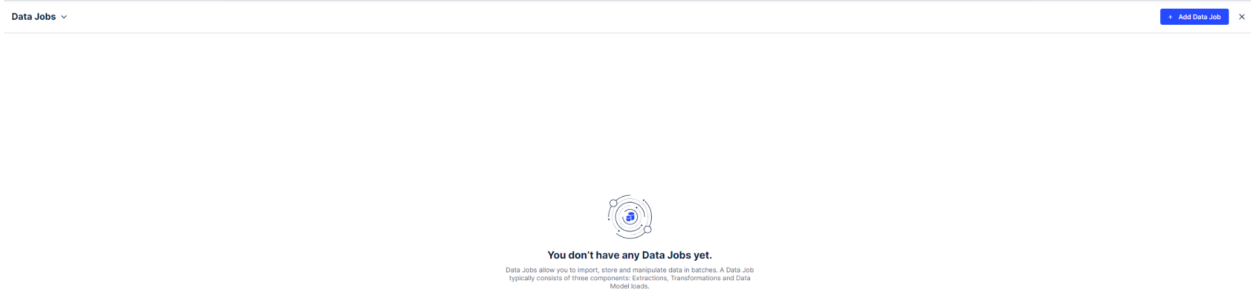 Data Jobs
+ Add Data Job
You don't have any Data Jobs yet.
Data Jobs allow you to import, store and manipulate data in batches. A Data Job
typically consists of three components: Extractions, Transformations and Data
Model loads.